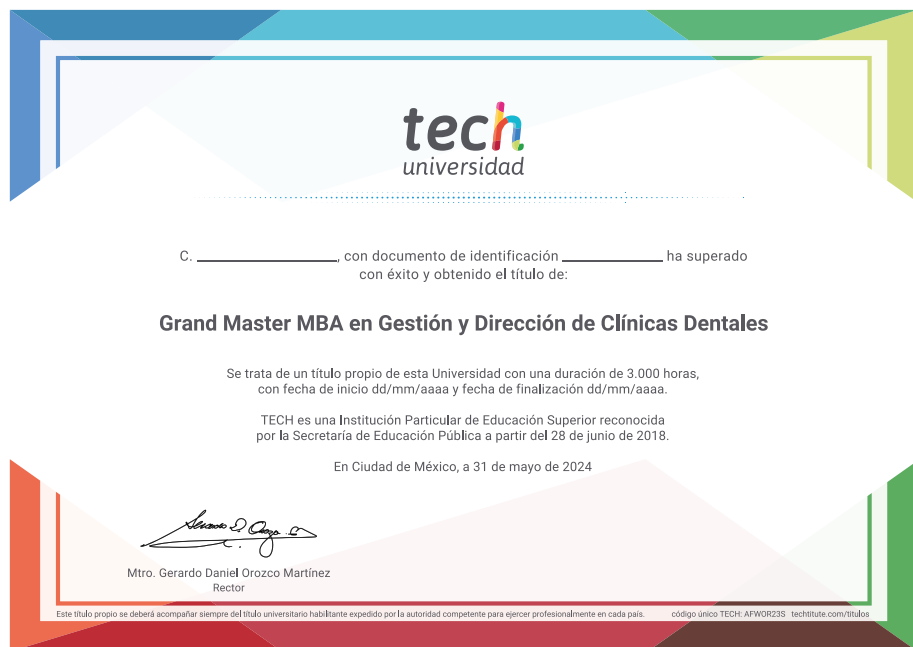 tech
universidad
C. , con documento de identificación ha superado
con éxito y obtenido el título de:
Grand Master MBA en Gestión y Dirección de Clínicas Dentales
Se trata de un título propio de esta Universidad con una duración de 3.000 horas,
con fecha de inicio dd/mm/aaaa y fecha de finalización dd/mm/aaaa.
TECH es una Institución Particular de Educación Superior reconocida
por la Secretaría de Educación Pública a partir del 28 de junio de 2018.
En Ciudad de México, a 31 de mayo de 2024
Mtro. Gerardo Daniel Orozco Martínez
Rector
Este título propio se deberá acompañar siempre del título universitario habilitante expedido por la autoridad competente para ejercer profesionalmente en cada país. código único TECH: AFWOR23S techtitute.com/titulos